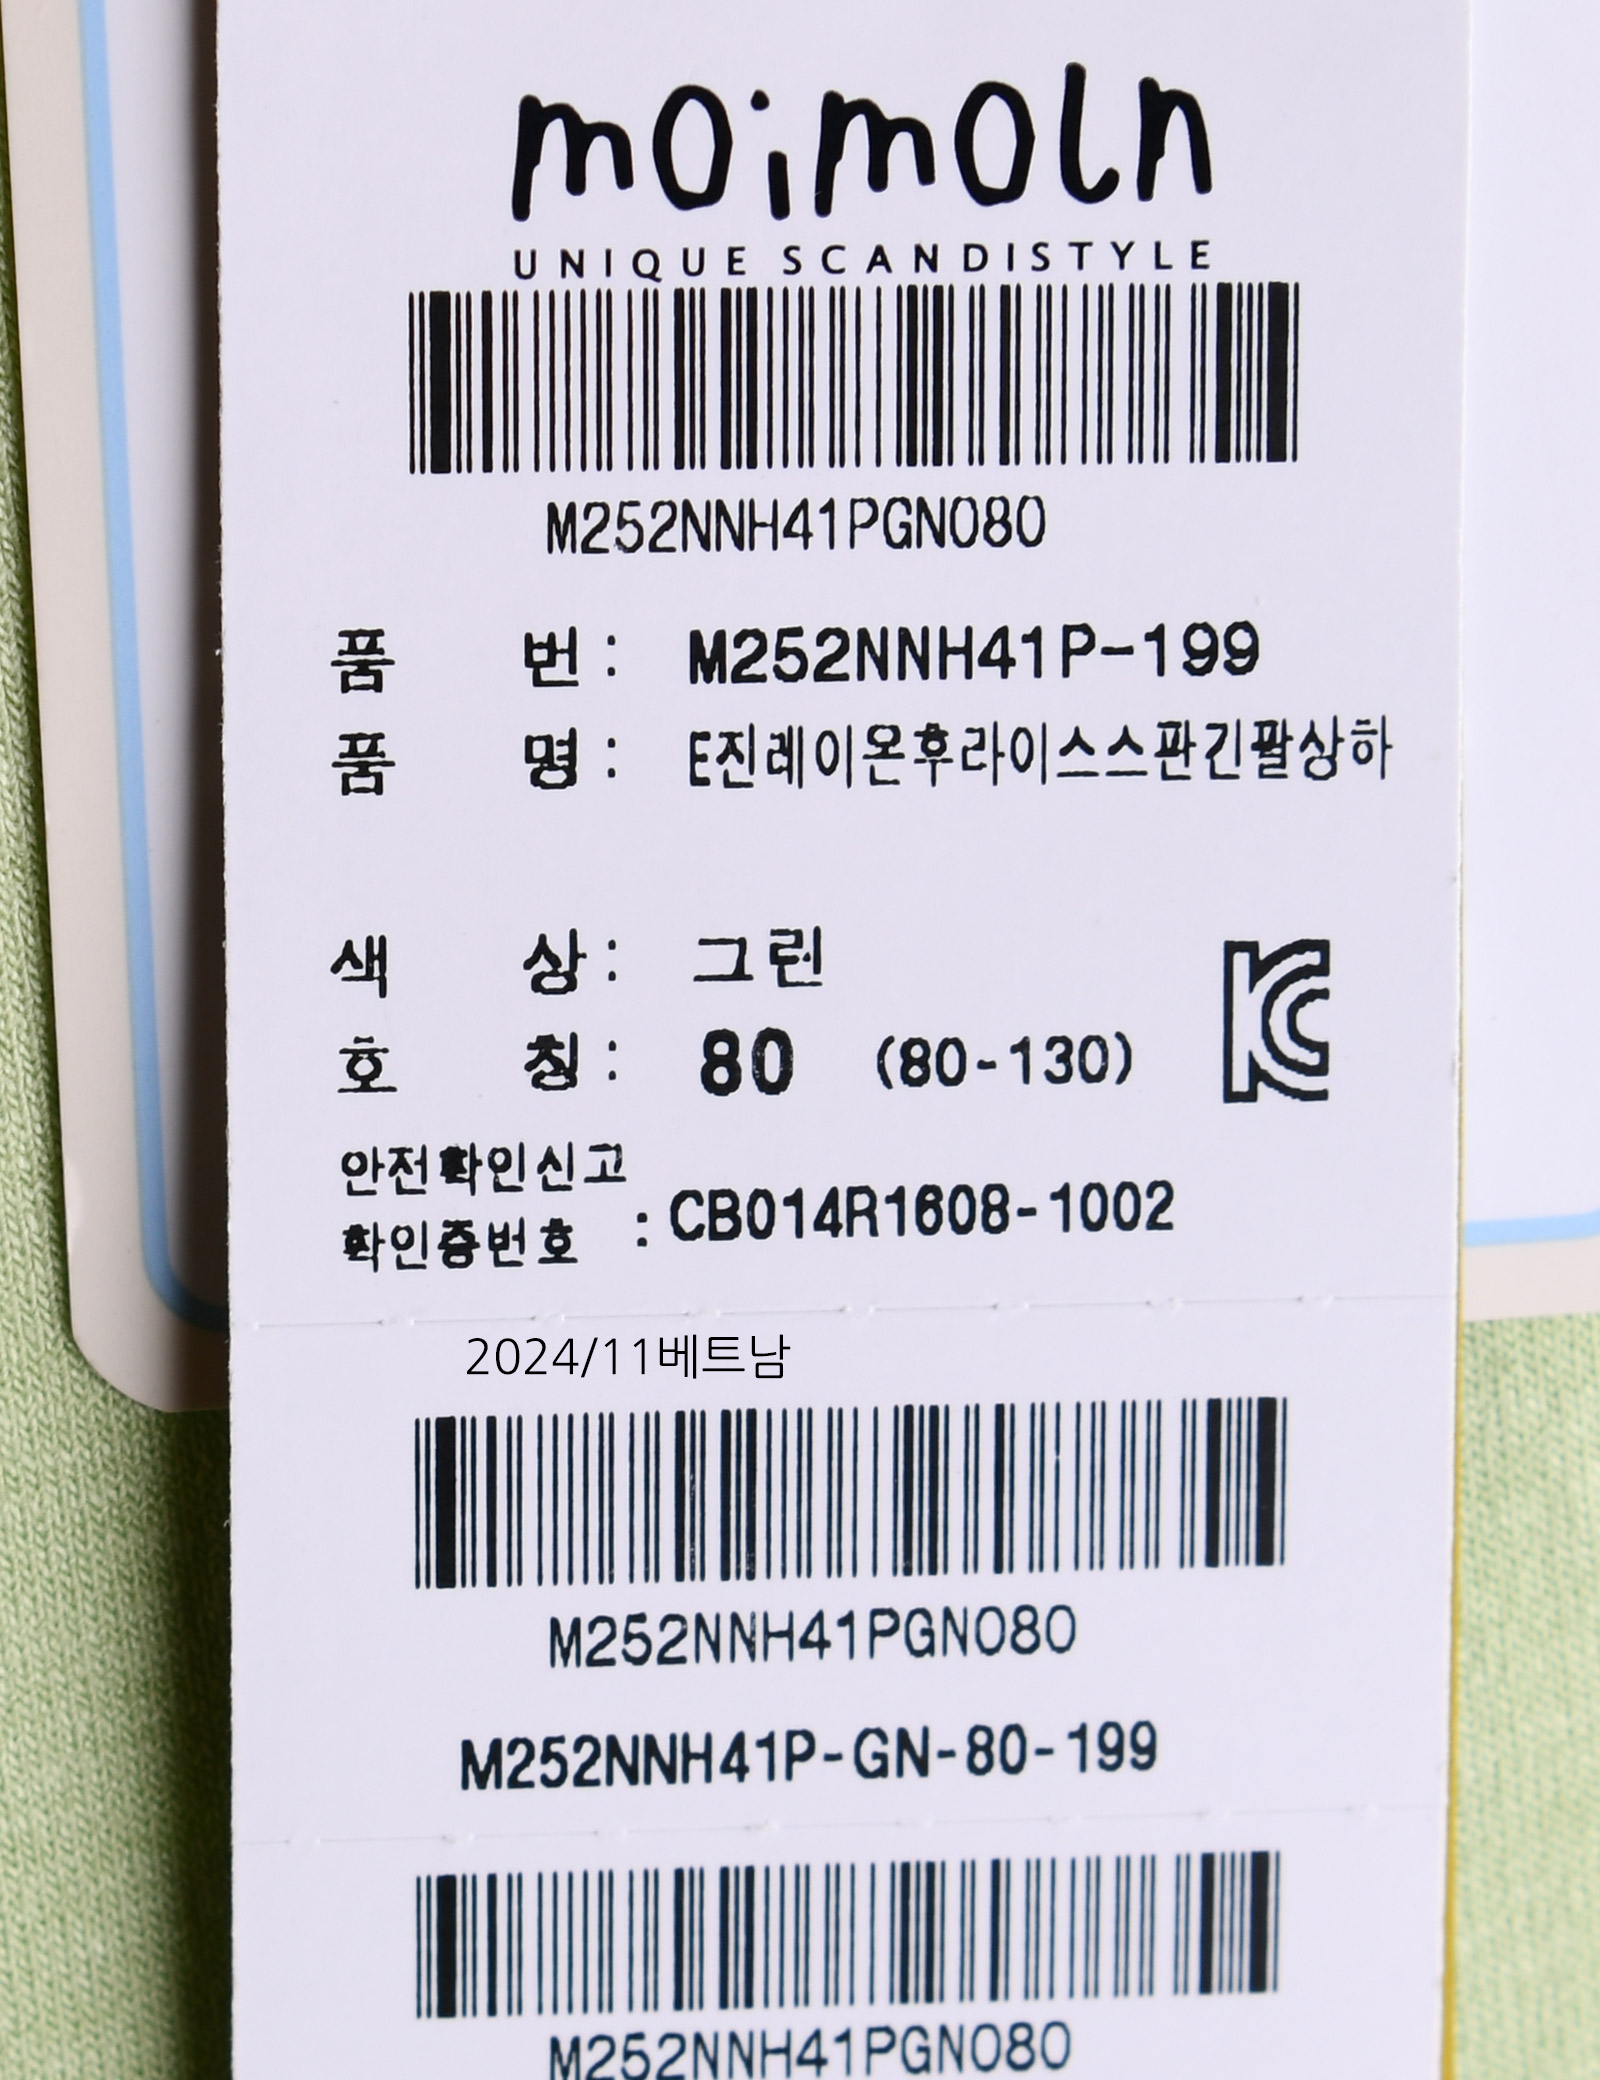 moimoln
UNIQUE SCANDISTYLE
M252NNH41PGN080
품 번 : M252NNH41P-199
품 명 : E진레이온후라이스스판긴팔상하
색 상 : 그린
호 칭 : 80 (80-130)
안전확인신고
확인증번호 : CB014R1608-1002
2024/11베트남
M252NNH41PGN080
M252NNH41P-GN-80-199
M252NNH41PGN080